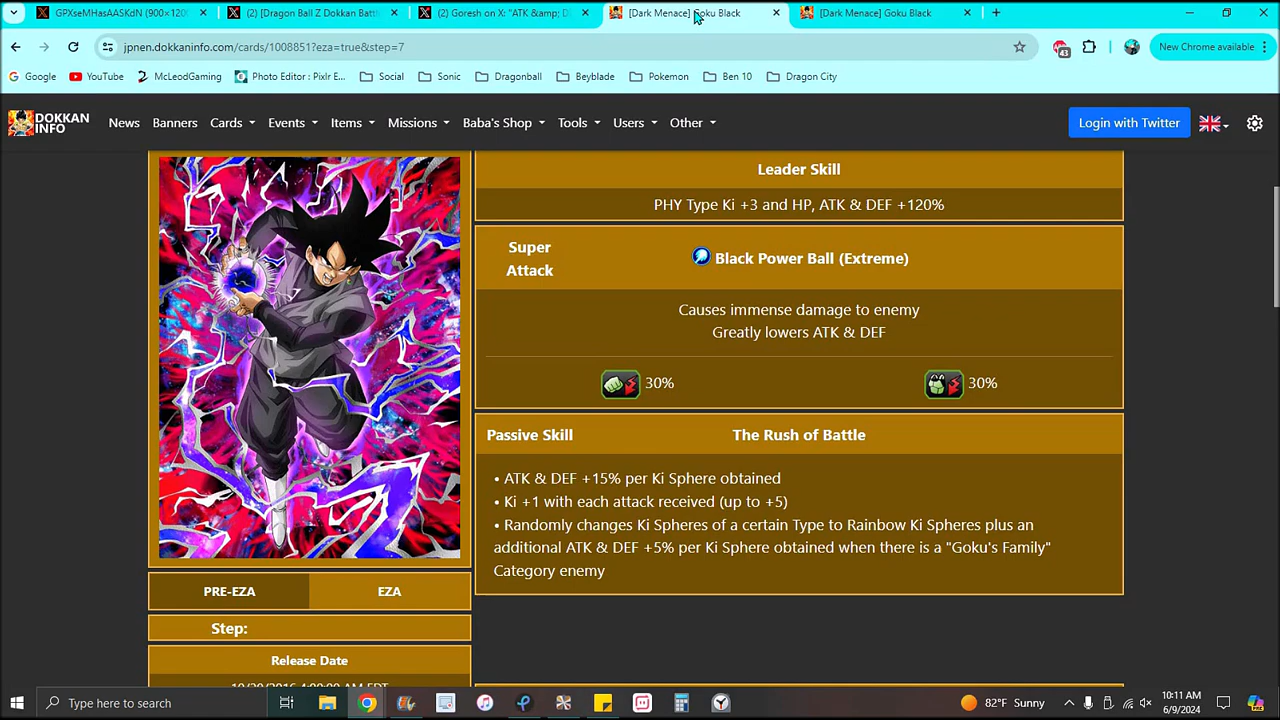 GPXseMHasAASKdN (900×120
(2) [Dragon Ball Z Dokkan Battl
(2) Goresh on X: "ATK &amp; D
[Dark Menace] Goku Black
[Dark Menace] Goku Black
jpnen.dokkaninfo.com/cards/1008851?eza=true&step=7
43
New Chrome available
Google
YouTube
McLeodGaming
Photo Editor : Pixlr E...
Social
Sonic
Dragonball
Beyblade
Pokemon
Ben 10
Dragon City
DOKKAN INFO
News
Banners
Cards
Events
Items
Missions
Baba's Shop
Tools
Users
Other
Login with Twitter
Leader Skill
PHY Type Ki +3 and HP, ATK & DEF +120%
Super Attack
Black Power Ball (Extreme)
Causes immense damage to enemy
Greatly lowers ATK & DEF
30%
30%
Passive Skill
The Rush of Battle
• ATK & DEF +15% per Ki Sphere obtained
• Ki +1 with each attack received (up to +5)
• Randomly changes Ki Spheres of a certain Type to Rainbow Ki Spheres plus an
additional ATK & DEF +5% per Ki Sphere obtained when there is a "Goku's Family"
Category enemy
PRE-EZA
EZA
Step:
Release Date
Type here to search
82°F Sunny
10:11 AM
6/9/2024